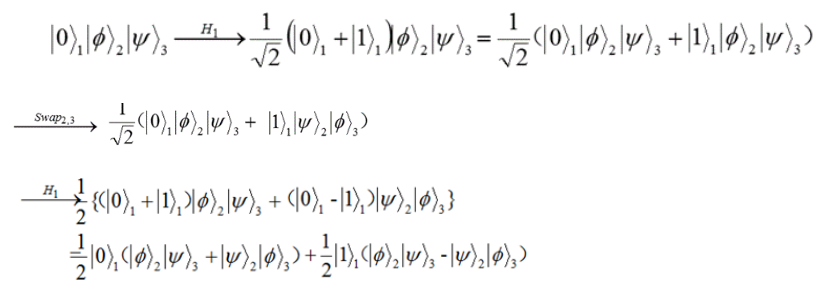 |0⟩₁|ϕ⟩₂|ψ⟩₃ —H₁→ 1/√2 (|0⟩₁ +|1⟩₁)|ϕ⟩₂|ψ⟩₃ = 1/√2 (|0⟩₁|ϕ⟩₂|ψ⟩₃ +|1⟩₁|ϕ⟩₂|ψ⟩₃)
—Swap₂,₃→ 1/√2 (|0⟩₁|ϕ⟩₂|ψ⟩₃ + |1⟩₁|ψ⟩₂|ϕ⟩₃)
—H₁→ 1/2 {(|0⟩₁ +|1⟩₁)|ϕ⟩₂|ψ⟩₃ + (|0⟩₁ -|1⟩₁)|ψ⟩₂|ϕ⟩₃}
= 1/2 |0⟩₁(|ϕ⟩₂|ψ⟩₃ +|ψ⟩₂|ϕ⟩₃) + 1/2 |1⟩₁(|ϕ⟩₂|ψ⟩₃ -|ψ⟩₂|ϕ⟩₃)